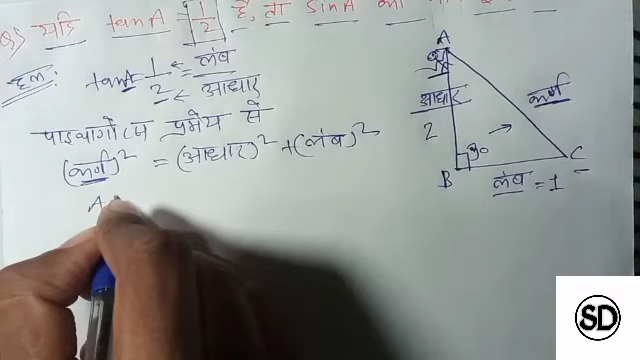 यदि tanA = 1/2 है, तो sinA का
हल: tanA 1 ← लंब
2 ← आधार
पाइथागोरस प्रमेय से
(कर्ण)² = (आधार)² + (लंब)²
A
A
आधार
2
कर्ण
90
B
C
लंब = 1
SD